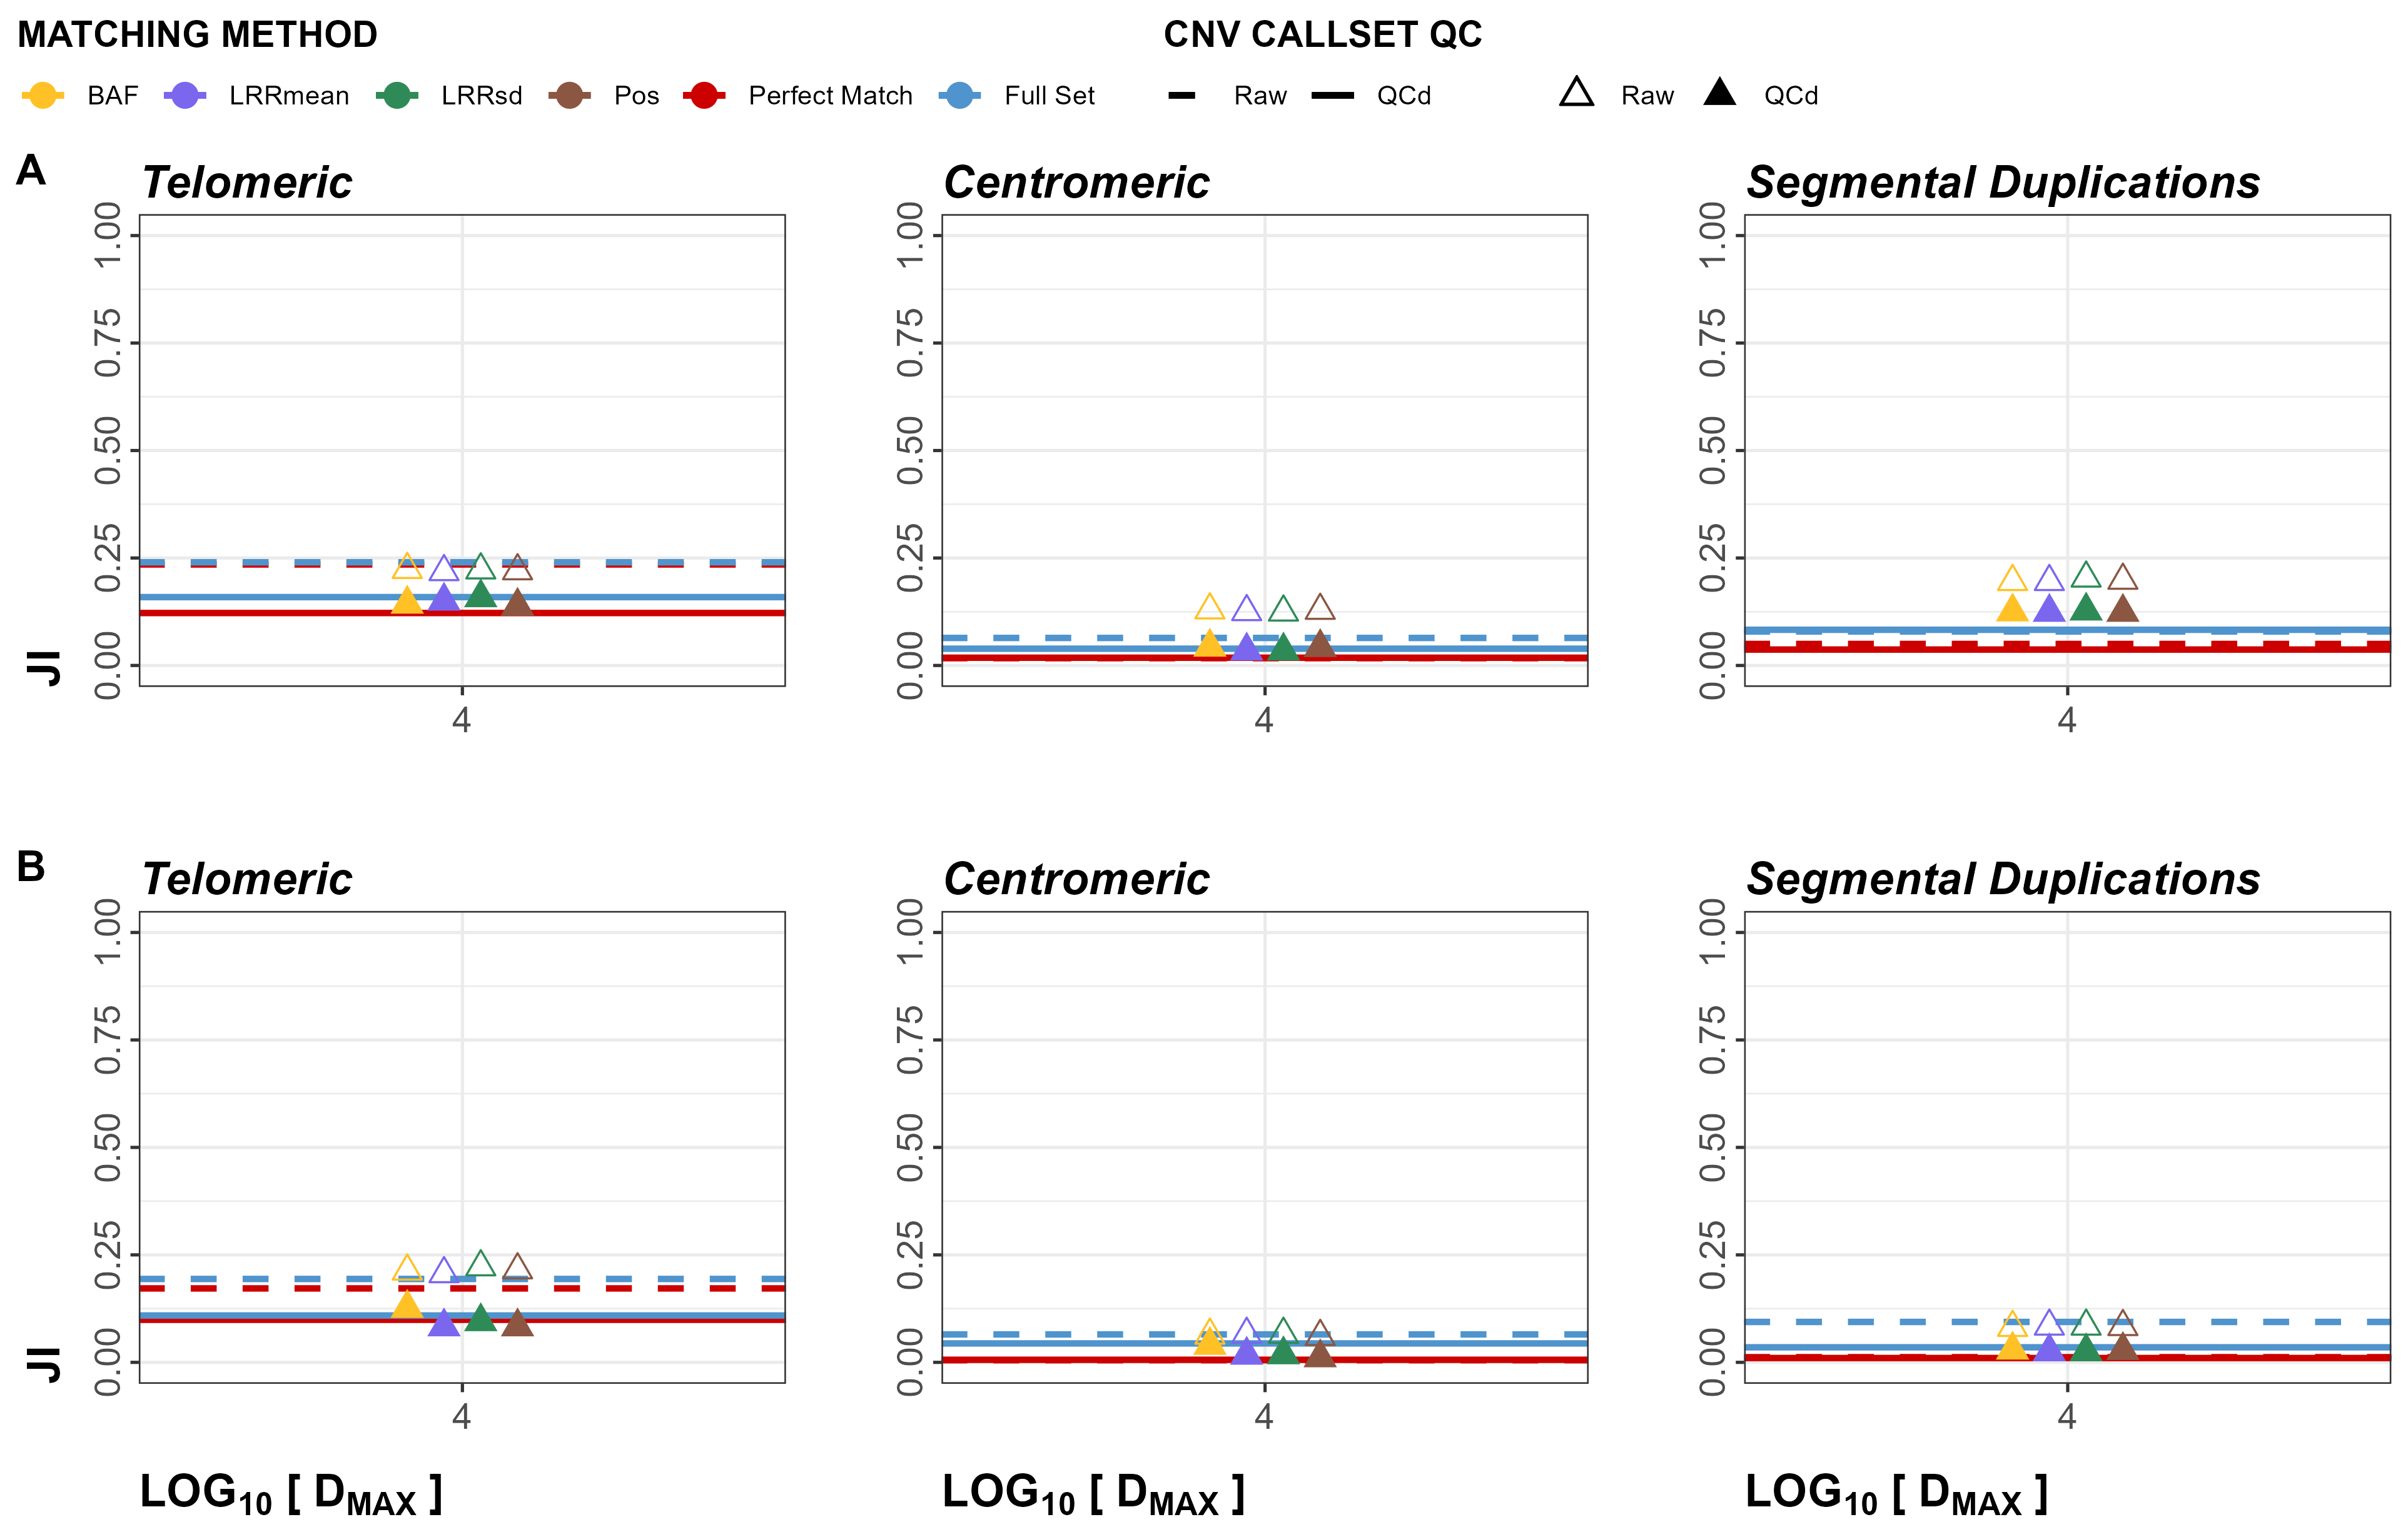 MATCHING METHOD CNV CALLSET QC
BAF LRRmean LRRsd Pos Perfect Match Full Set Raw QCd Raw QCd
A
Telomeric Centromeric Segmental Duplications
1.00 1.00 1.00
0.75 0.75 0.75
0.50 0.50 0.50
0.25 0.25 0.25
0.00 0.00 0.00
JI
4 4 4
B
Telomeric Centromeric Segmental Duplications
1.00 1.00 1.00
0.75 0.75 0.75
0.50 0.50 0.50
0.25 0.25 0.25
0.00 0.00 0.00
JI
4 4 4
LOG10 [ DMAX ] LOG10 [ DMAX ] LOG10 [ DMAX ]